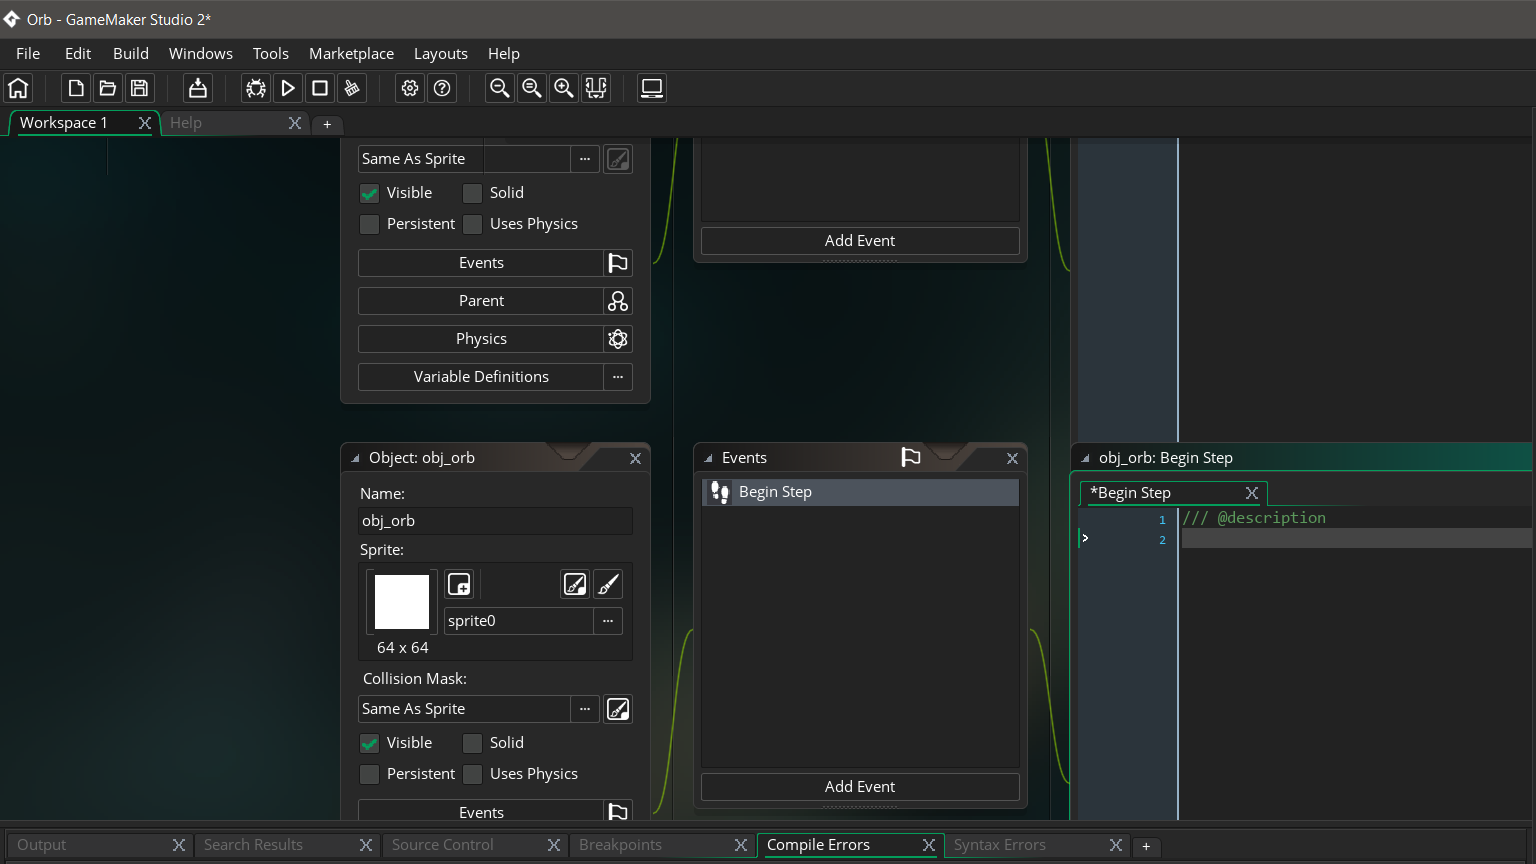 Orb - GameMaker Studio 2*
File Edit Build Windows Tools Marketplace Layouts Help
Workspace 1 X Help X +
Same As Sprite ...
Visible Solid
Persistent Uses Physics
Events
Parent
Physics
Variable Definitions ...
Add Event
Object: obj_orb X
Name:
obj_orb
Sprite:
sprite0 ...
64 x 64
Collision Mask:
Same As Sprite ...
Visible Solid
Persistent Uses Physics
Events
Events X
Begin Step
Add Event
obj_orb: Begin Step
*Begin Step X
1 /// @description
> 2
Output X Search Results X Source Control X Breakpoints X Compile Errors X Syntax Errors X +